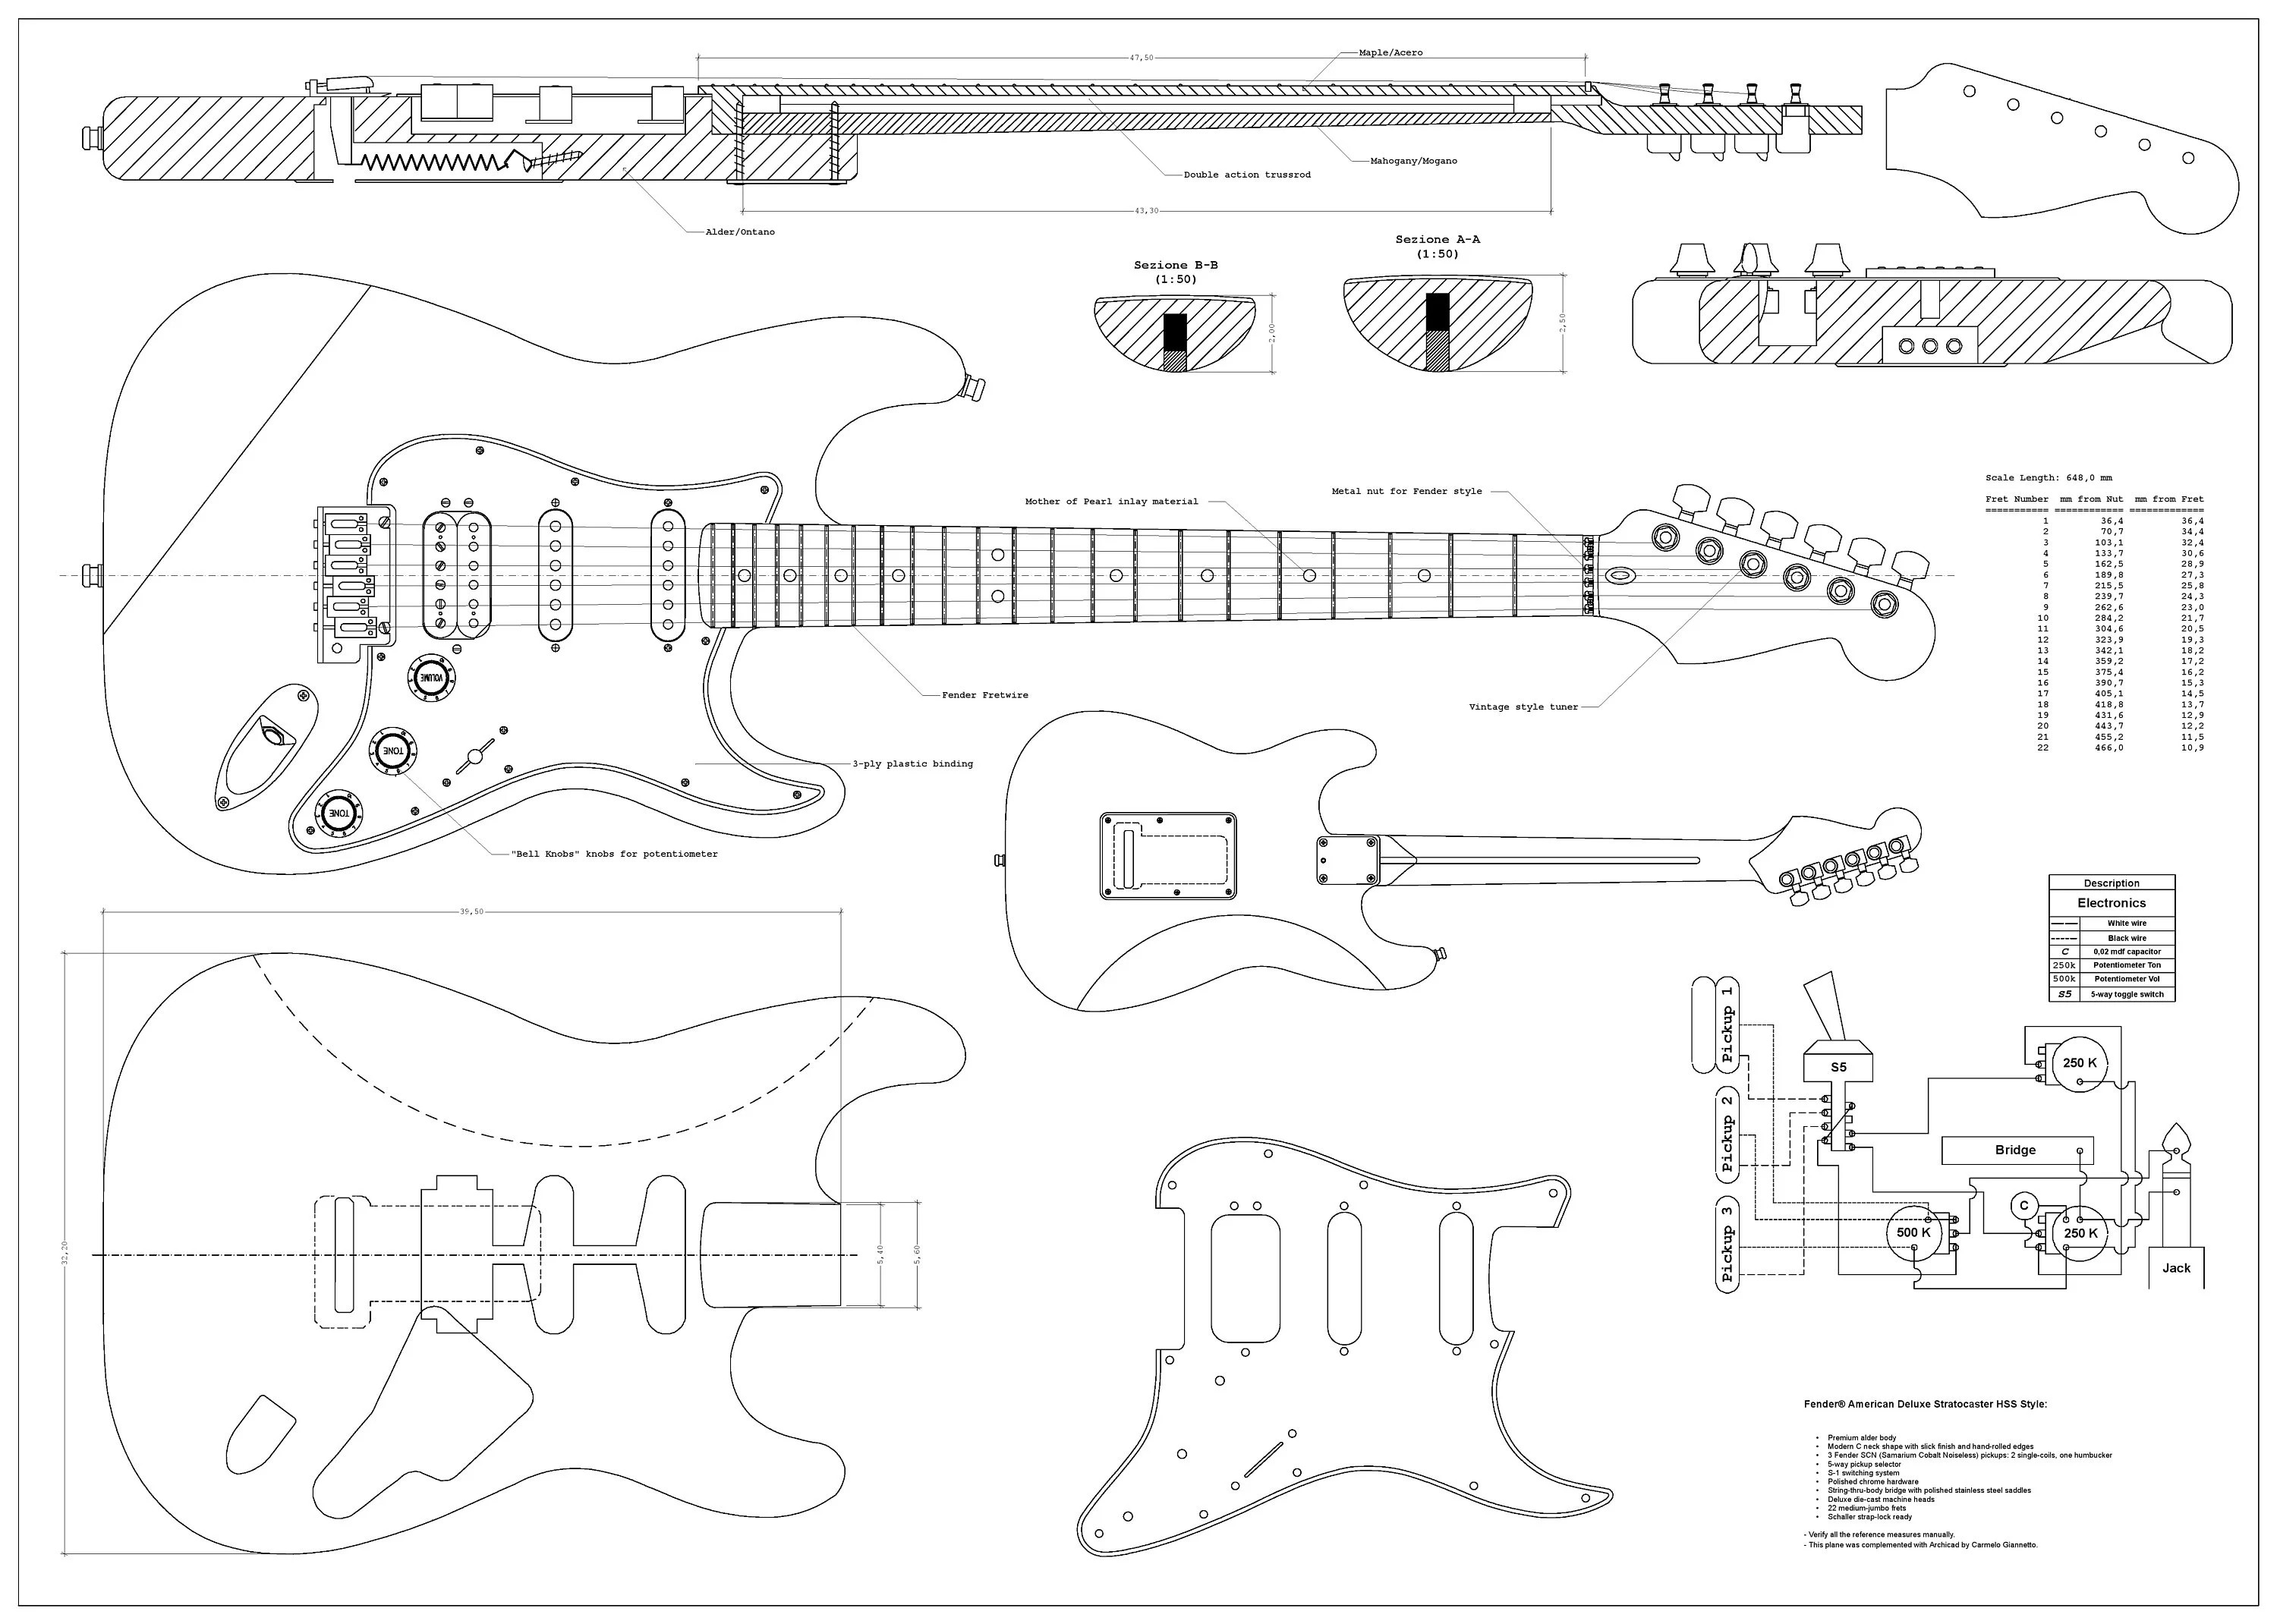 47,50
Maple/Acero
Mahogany/Mogano
Double action trussrod
43,30
Alder/Ontano
Sezione B-B
(1:50)
2,00
Sezione A-A
(1:50)
2,50
Mother of Pearl inlay material
Metal nut for Fender style
Scale Length: 648,0 mm
Fret Number mm from Nut mm from Fret
=========== =========== ============
1 36,4 36,4
2 70,7 34,4
3 103,1 32,4
4 133,7 30,6
5 162,5 28,9
6 189,8 27,3
7 215,5 25,8
8 239,7 24,3
9 262,6 23,0
10 284,2 21,7
11 304,6 20,5
12 323,9 19,3
13 342,1 18,2
14 359,2 17,2
15 375,4 16,2
16 390,7 15,3
17 405,1 14,5
18 418,8 13,7
19 431,6 12,9
20 443,7 12,2
21 455,2 11,5
22 466,0 10,9
VOLUME
TONE
TONE
Fender Fretwire
Vintage style tuner
3-ply plastic binding
"Bell Knobs" knobs for potentiometer
39,50
32,20
5,40
5,60
Description
Electronics
White wire
Black wire
C 0,02 mdf capacitor
250k Potentiometer Ton
500k Potentiometer Vol
S5 5-way toggle switch
Pickup 1
Pickup 2
Pickup 3
S5
250 K
Bridge
C
500 K
250 K
Jack
Fender® American Deluxe Stratocaster HSS Style:
• Premium alder body
• Modern C neck shape with slick finish and hand-rolled edges
• 3 Fender SCN (Samarium Cobalt Noiseless) pickups: 2 single-coils, one humbucker
• 5-way pickup selector
• S-1 switching system
• Polished chrome hardware
• String-thru-body bridge with polished stainless steel saddles
• Deluxe die-cast machine heads
• 22 medium-jumbo frets
• Schaller strap-lock ready
- Verify all the reference measures manually.
- This plane was complemented with Archicad by Carmelo Giannetto.